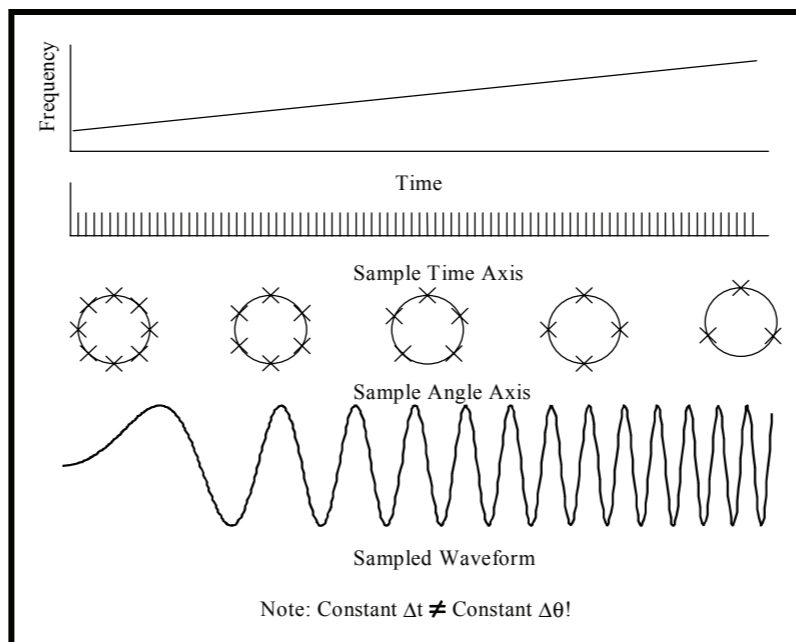 Frequency
Time
Sample Time Axis
Sample Angle Axis
Sampled Waveform
Note: Constant Δt ≠ Constant Δθ!